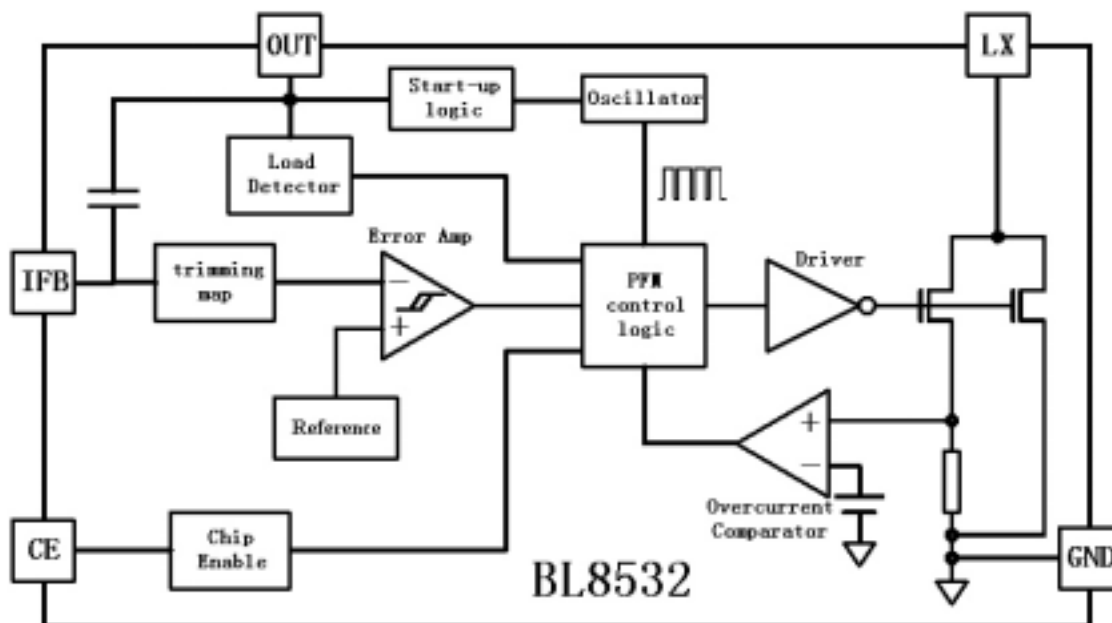 OUT
LX
Start-up
logic
Oscillator
Load
Detector
Error Amp
IFB
trimming
map
−
+
PFM
control
logic
Driver
Reference
+
−
Overcurrent
Comparator
CE
Chip
Enable
BL8532
GND